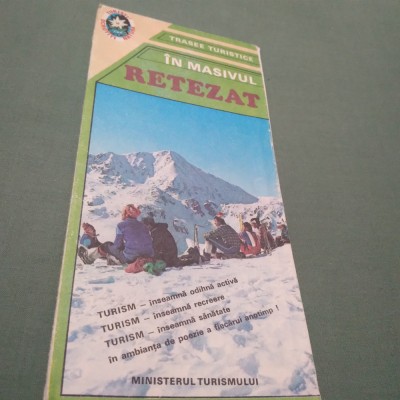 TRASEE TURISTICE
ÎN MASIVUL
RETEZAT
TURISM – înseamnă odihnă activă
TURISM – înseamnă recreere
TURISM – înseamnă sănătate
în ambianța de poezie a fiecărui anotimp !
MINISTERUL TURISMULUI